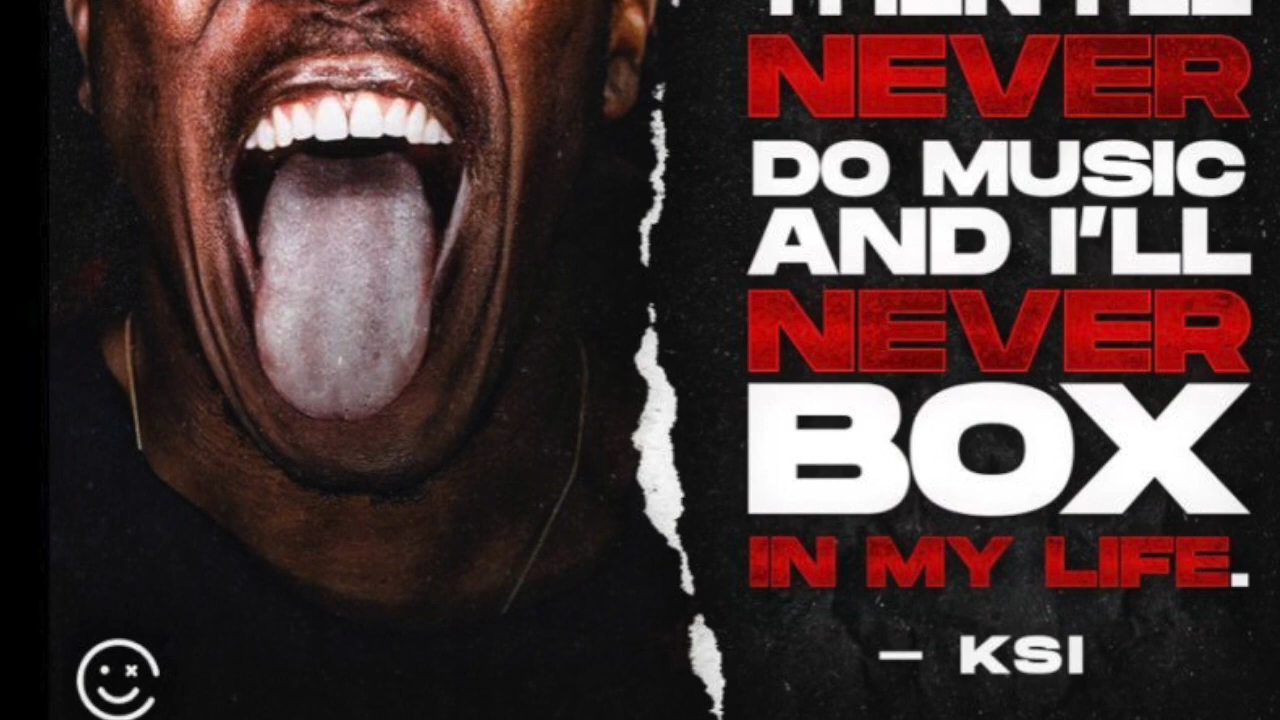 NEVER
DO MUSIC
AND I'LL
NEVER
BOX
IN MY LIFE.
– KSI